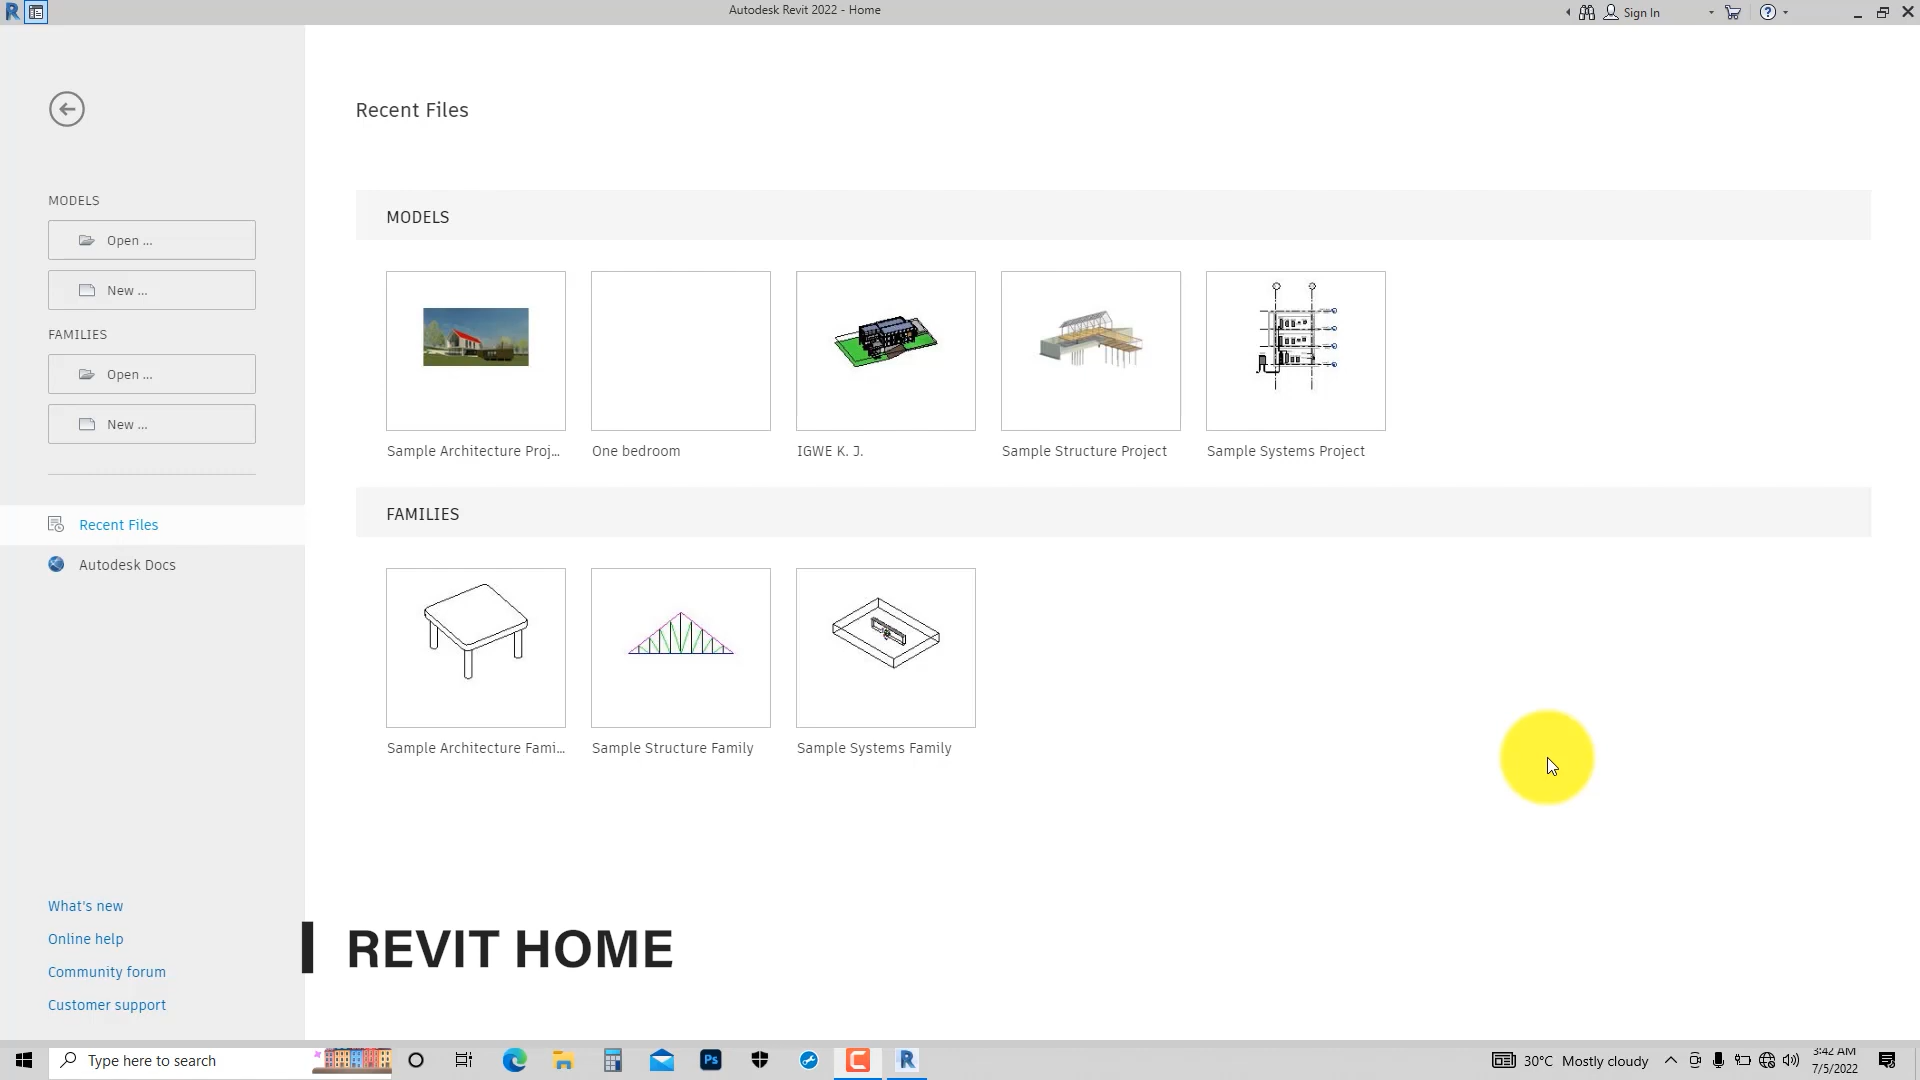 Autodesk Revit 2022 - Home
Sign In
Recent Files
MODELS
Open ...
New ...
FAMILIES
Open ...
New ...
Recent Files
Autodesk Docs
What's new
Online help
Community forum
Customer support
MODELS
Sample Architecture Proj...
One bedroom
IGWE K. J.
Sample Structure Project
Sample Systems Project
FAMILIES
Sample Architecture Fami...
Sample Structure Family
Sample Systems Family
REVIT HOME
Type here to search
Ps
30°C Mostly cloudy
3:42 AM
7/5/2022